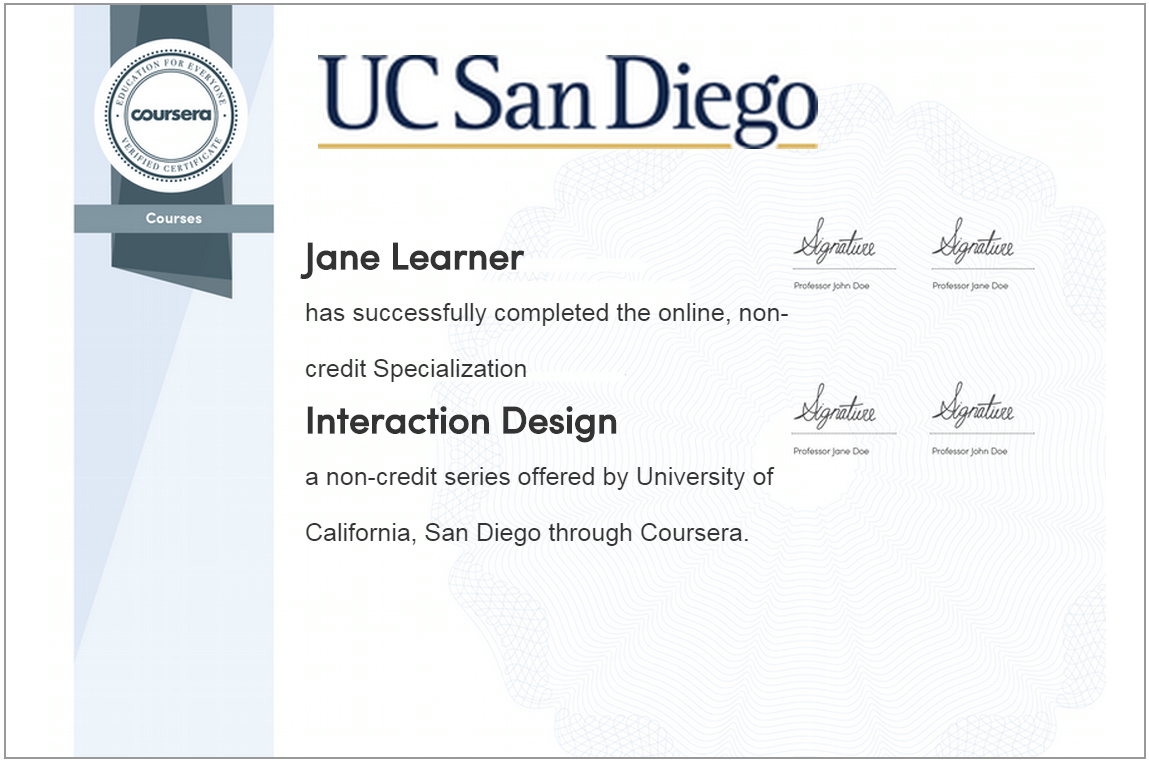 UC San Diego
EDUCATION FOR EVERYONE
coursera
VERIFIED CERTIFICATE
Courses
Jane Learner
has successfully completed the online, non-
credit Specialization
Interaction Design
a non-credit series offered by University of
California, San Diego through Coursera.
Signature
Professor John Doe
Signature
Professor Jane Doe
Signature
Professor Jane Doe
Signature
Professor John Doe